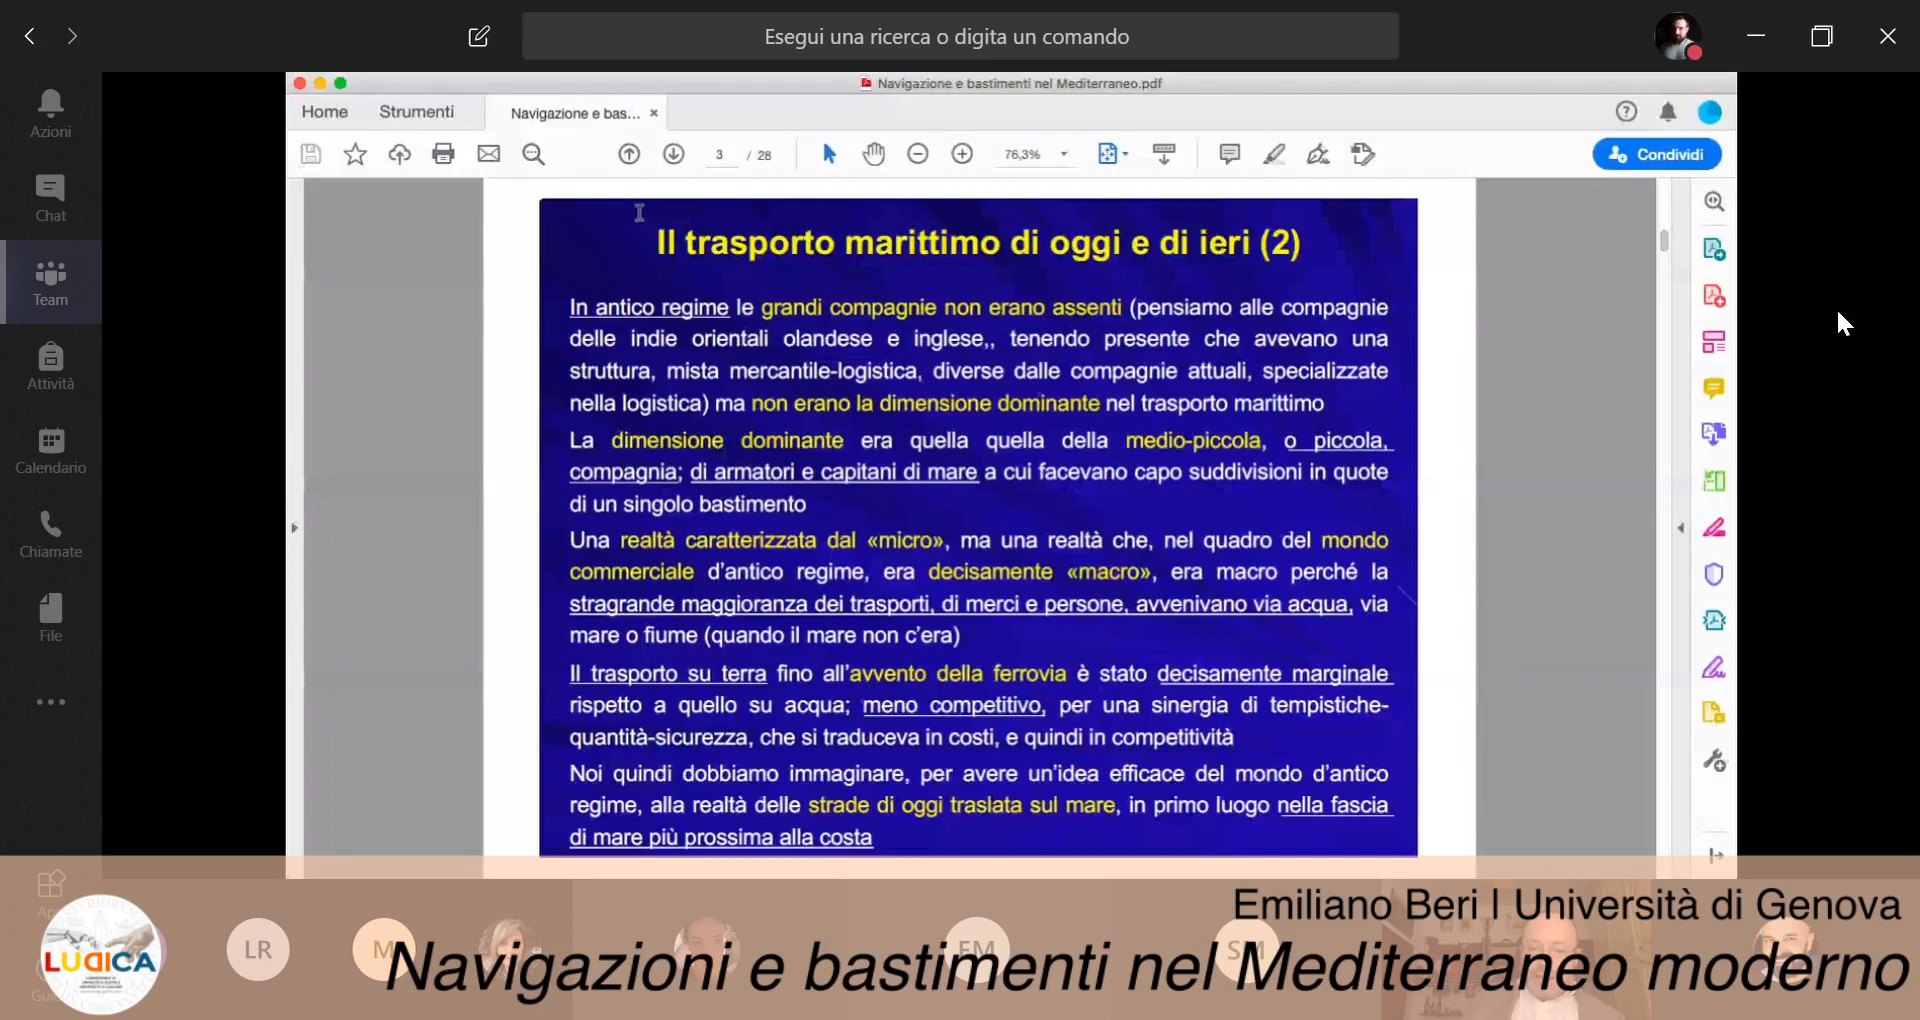 Esegui una ricerca o digita un comando
Azioni
Chat
Team
Attività
Calendario
Chiamate
File
Navigazione e bastimenti nel Mediterraneo.pdf
Home Strumenti Navigazione e bas... ×
3 / 28 76,3% Condividi
Il trasporto marittimo di oggi e di ieri (2)
In antico regime le grandi compagnie non erano assenti (pensiamo alle compagnie
delle indie orientali olandese e inglese,, tenendo presente che avevano una
struttura, mista mercantile-logistica, diverse dalle compagnie attuali, specializzate
nella logistica) ma non erano la dimensione dominante nel trasporto marittimo
La dimensione dominante era quella quella della medio-piccola, o piccola,
compagnia; di armatori e capitani di mare a cui facevano capo suddivisioni in quote
di un singolo bastimento
Una realtà caratterizzata dal «micro», ma una realtà che, nel quadro del mondo
commerciale d'antico regime, era decisamente «macro», era macro perché la
stragrande maggioranza dei trasporti, di merci e persone, avvenivano via acqua, via
mare o fiume (quando il mare non c'era)
Il trasporto su terra fino all'avvento della ferrovia è stato decisamente marginale
rispetto a quello su acqua; meno competitivo, per una sinergia di tempistiche-
quantità-sicurezza, che si traduceva in costi, e quindi in competitività
Noi quindi dobbiamo immaginare, per avere un'idea efficace del mondo d'antico
regime, alla realtà delle strade di oggi traslata sul mare, in primo luogo nella fascia
di mare più prossima alla costa
Emiliano Beri I Università di Genova
LUDICA
LR
EM
SM
Navigazioni e bastimenti nel Mediterraneo moderno